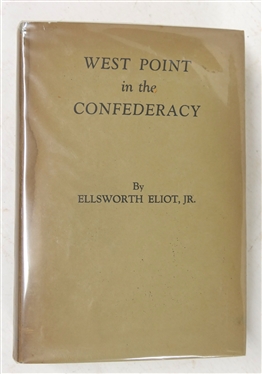 WEST POINT
in the
CONFEDERACY
By
ELLSWORTH ELIOT, JR.